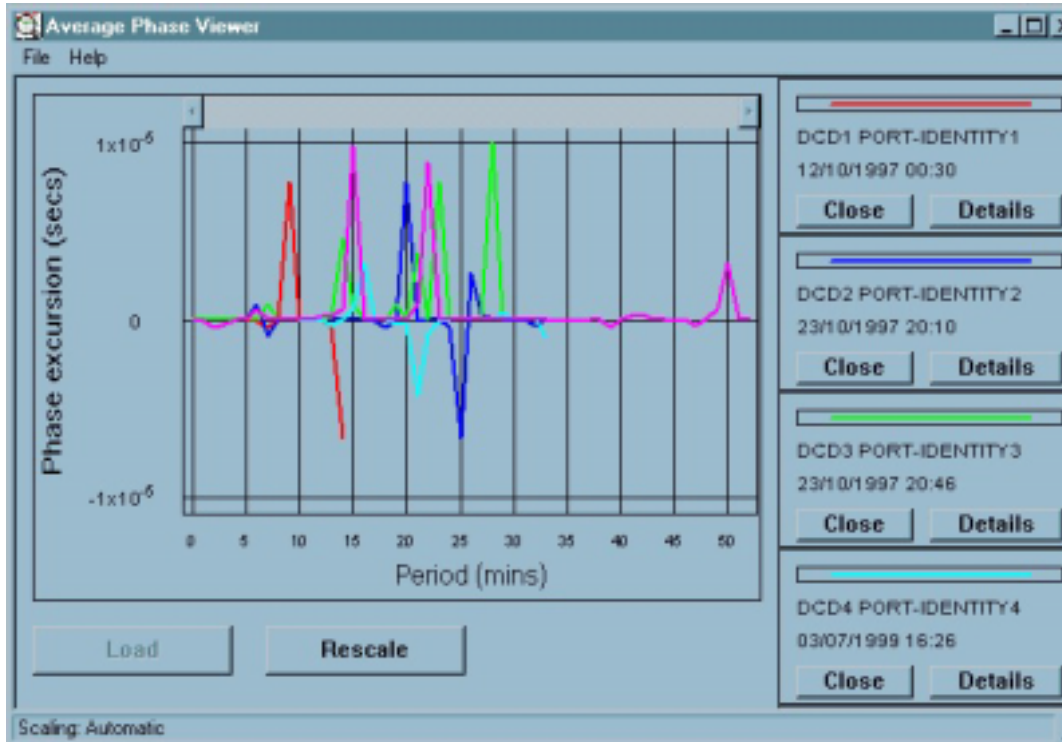 Average Phase Viewer
File Help
1x10-6
0
-1x10-6
Phase excursion (secs)
0 5 10 15 20 25 30 35 40 45 50
Period (mins)
Load Rescale
DCD1 PORT-IDENTITY1
12/10/1997 00:30
Close Details
DCD2 PORT-IDENTITY2
23/10/1997 20:10
Close Details
DCD3 PORT-IDENTITY3
23/10/1997 20:46
Close Details
DCD4 PORT-IDENTITY4
03/07/1999 16:26
Close Details
Scaling: Automatic